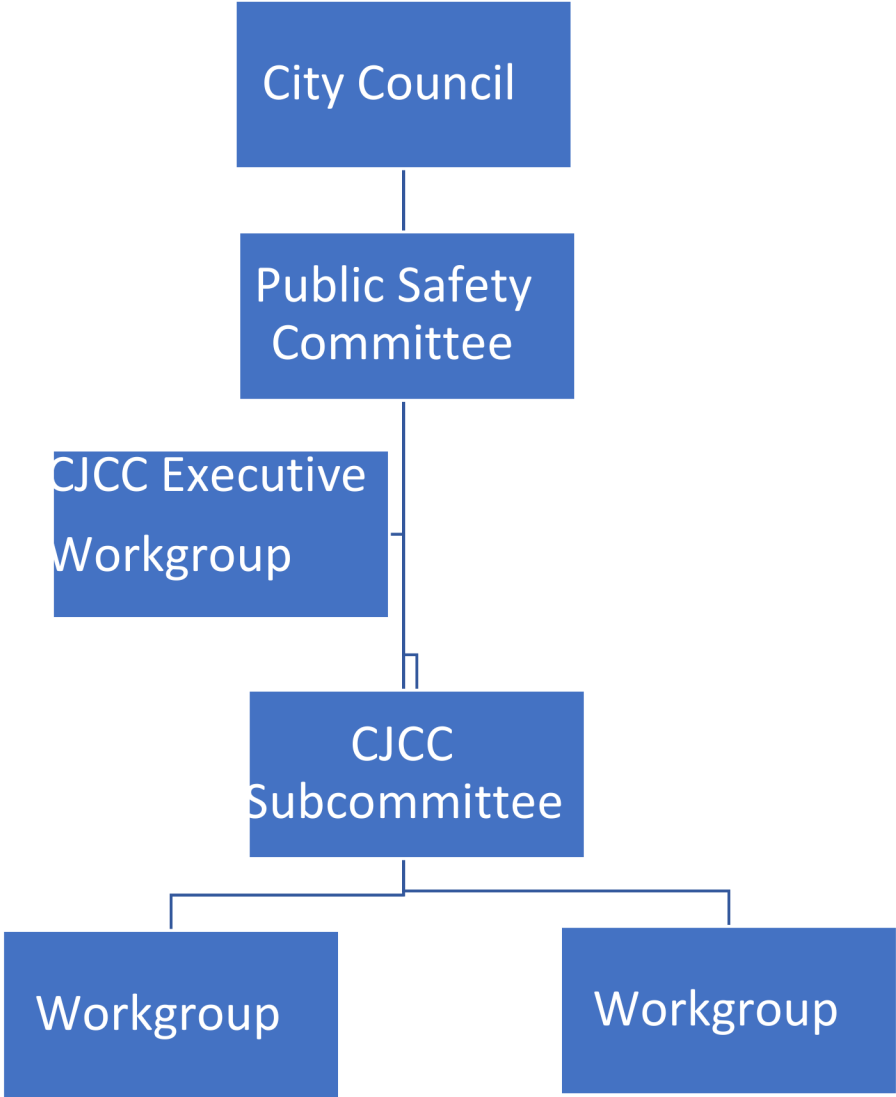 City Council
Public Safety
Committee
CJCC Executive
Workgroup
CJCC
Subcommittee
Workgroup
Workgroup